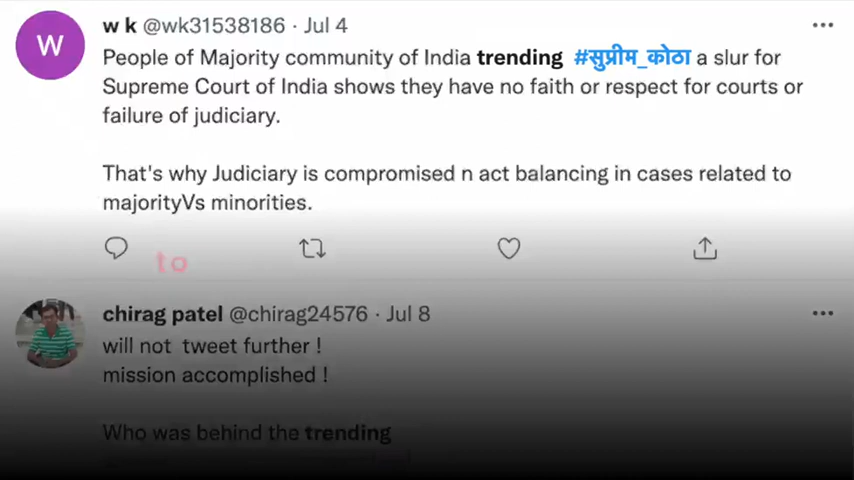 w k @wk31538186 · Jul 4
People of Majority community of India trending #सुप्रीम_कोठा a slur for
Supreme Court of India shows they have no faith or respect for courts or
failure of judiciary.
That's why Judiciary is compromised n act balancing in cases related to
majorityVs minorities.
to
chirag patel @chirag24576 · Jul 8
will not tweet further !
mission accomplished !
Who was behind the trending
W